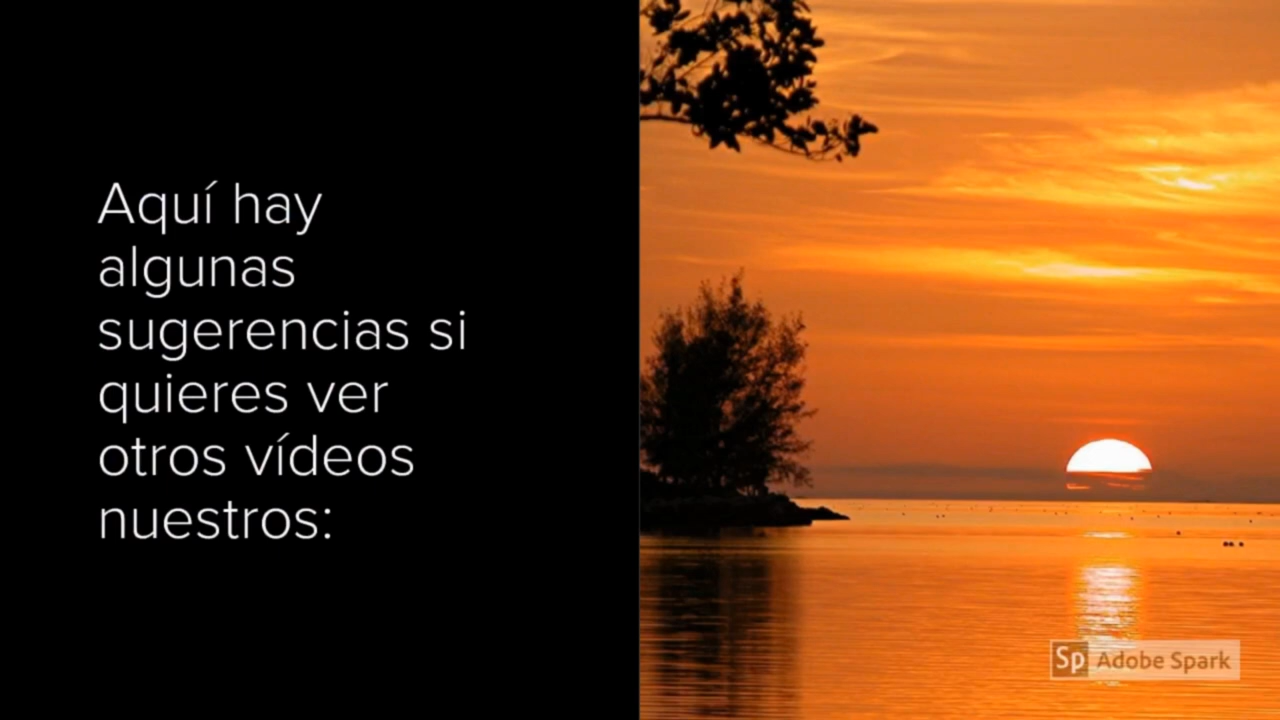 Aquí hay
algunas
sugerencias si
quieres ver
otros vídeos
nuestros:
Sp Adobe Spark